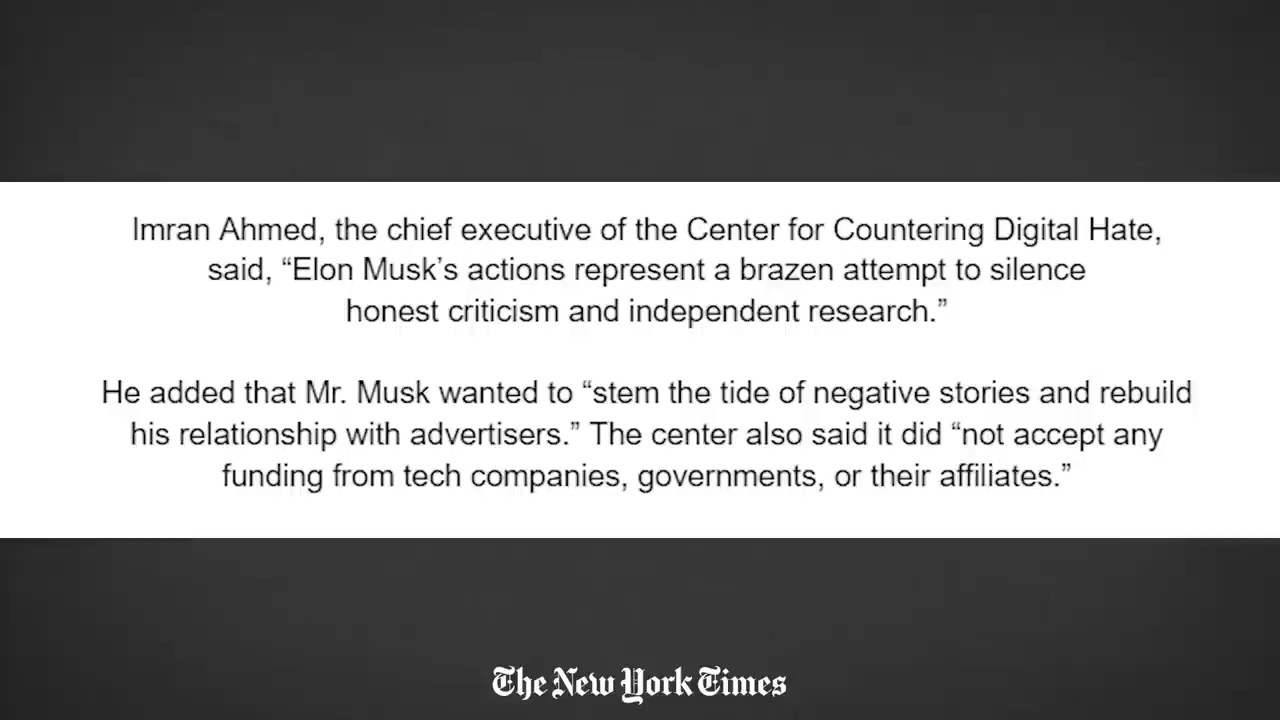 Imran Ahmed, the chief executive of the Center for Countering Digital Hate,
said, “Elon Musk’s actions represent a brazen attempt to silence
honest criticism and independent research.”
He added that Mr. Musk wanted to “stem the tide of negative stories and rebuild
his relationship with advertisers.” The center also said it did “not accept any
funding from tech companies, governments, or their affiliates.”
The New York Times